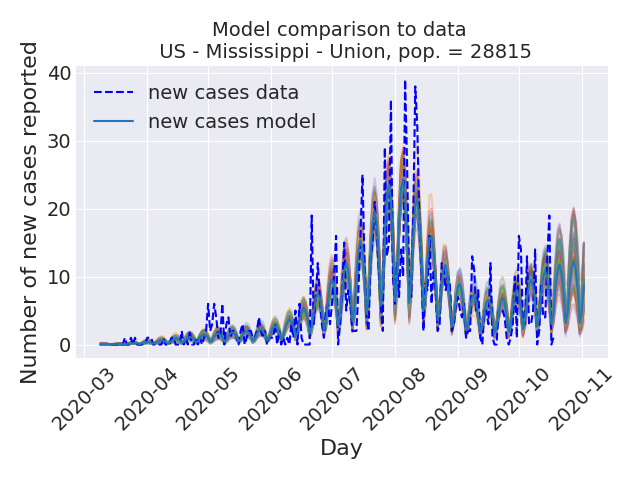 Model comparison to data
US - Mississippi - Union, pop. = 28815
Number of new cases reported
40
30
20
10
0
new cases data
new cases model
2020-03
2020-04
2020-05
2020-06
2020-07
2020-08
2020-09
2020-10
2020-11
Day